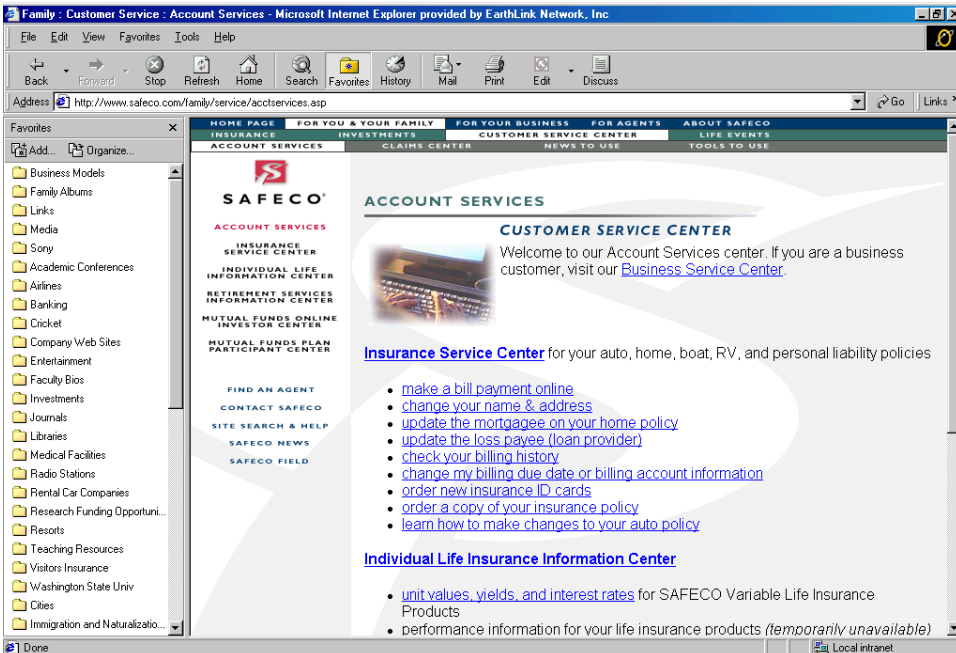 Family : Customer Service : Account Services - Microsoft Internet Explorer provided by EarthLink Network, Inc
File Edit View Favorites Tools Help
Back Forward Stop Refresh Home Search Favorites History Mail Print Edit Discuss
Address http://www.safeco.com/family/service/acctservices.asp Go Links »
Favorites
Add... Organize...
Business Models
Family Albums
Links
Media
Sony
Academic Conferences
Airlines
Banking
Cricket
Company Web Sites
Entertainment
Faculty Bios
Investments
Journals
Libraries
Medical Facilities
Radio Stations
Rental Car Companies
Research Funding Opportuni...
Resorts
Teaching Resources
Visitors Insurance
Washington State Univ
Cities
Immigration and Naturalizatio...
HOME PAGE FOR YOU & YOUR FAMILY FOR YOUR BUSINESS FOR AGENTS ABOUT SAFECO
INSURANCE INVESTMENTS CUSTOMER SERVICE CENTER LIFE EVENTS
ACCOUNT SERVICES CLAIMS CENTER NEWS TO USE TOOLS TO USE
SAFECO®
ACCOUNT SERVICES
INSURANCE
SERVICE CENTER
INDIVIDUAL LIFE
INFORMATION CENTER
RETIREMENT SERVICES
INFORMATION CENTER
MUTUAL FUNDS ONLINE
INVESTOR CENTER
MUTUAL FUNDS PLAN
PARTICIPANT CENTER
FIND AN AGENT
CONTACT SAFECO
SITE SEARCH & HELP
SAFECO NEWS
SAFECO FIELD
ACCOUNT SERVICES
CUSTOMER SERVICE CENTER
Welcome to our Account Services center. If you are a business
customer, visit our Business Service Center.
Insurance Service Center for your auto, home, boat, RV, and personal liability policies
• make a bill payment online
• change your name & address
• update the mortgagee on your home policy
• update the loss payee (loan provider)
• check your billing history
• change my billing due date or billing account information
• order new insurance ID cards
• order a copy of your insurance policy
• learn how to make changes to your auto policy
Individual Life Insurance Information Center
• unit values, yields, and interest rates for SAFECO Variable Life Insurance
Products
• performance information for your life insurance products (temporarily unavailable)
Done Local intranet